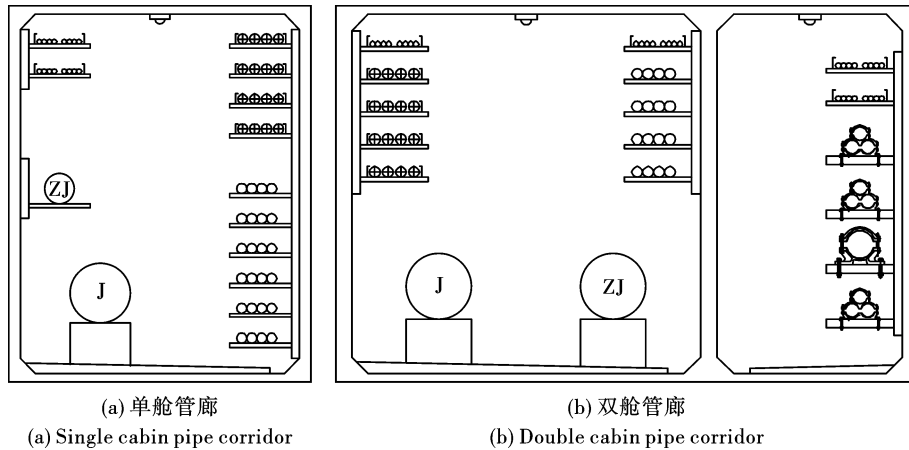 ZJ
J
J
ZJ
(a) 单舱管廊
(a) Single cabin pipe corridor
(b) 双舱管廊
(b) Double cabin pipe corridor